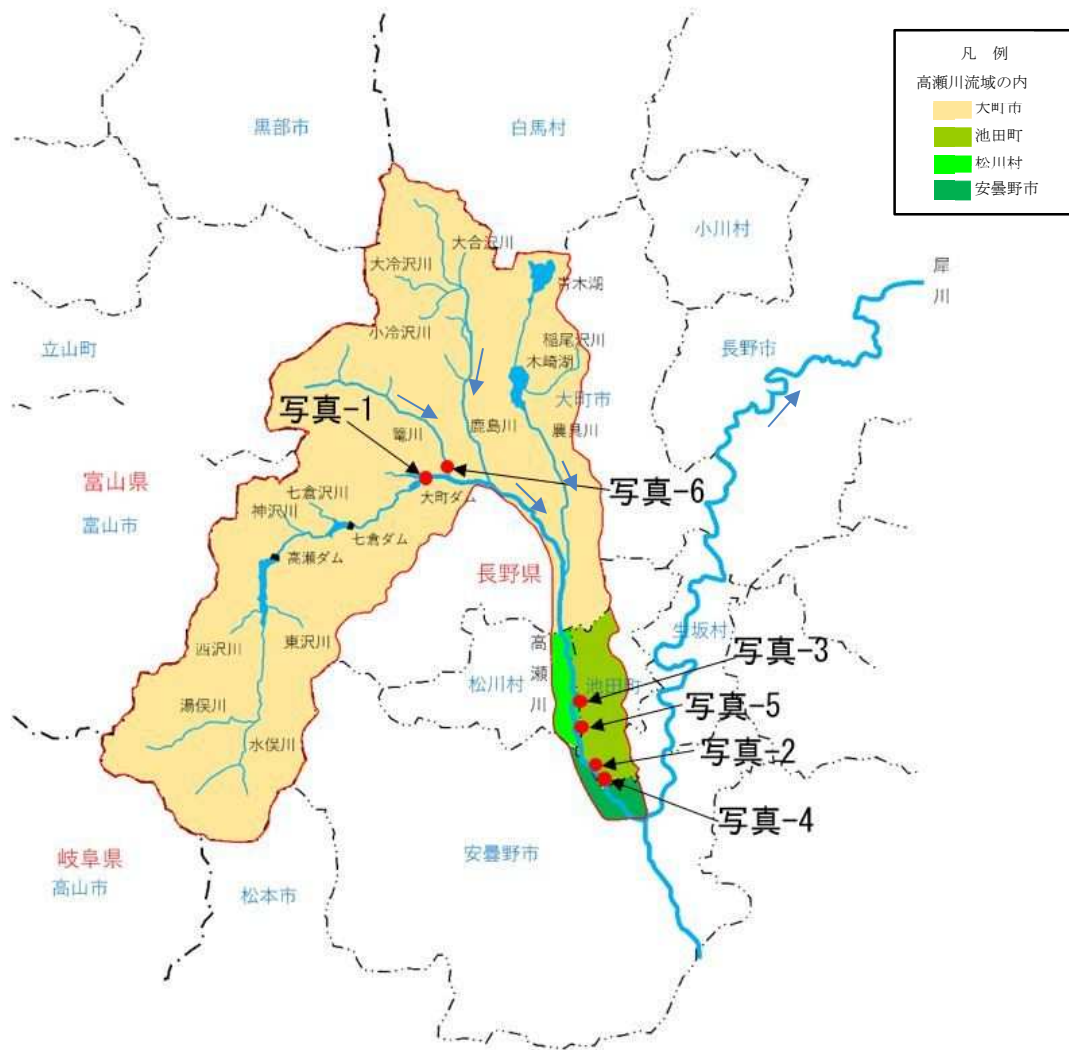 凡 例
高瀬川流域の内
大町市
池田町
松川村
安曇野市
黒部市
白馬村
小川村
大合沢川
大冷沢川
青木湖
犀川
小冷沢川
稲尾沢川
木崎湖
立山町
長野市
大町市
写真-1
篭川
鹿島川
農具川
富山県
七倉沢川
大町ダム
写真-6
神沢川
富山市
七倉ダム
高瀬ダム
長野県
生坂村
西沢川
東沢川
高瀬川
写真-3
松川村
池田町
湯俣川
写真-5
水俣川
写真-2
写真-4
安曇野市
岐阜県
高山市
松本市